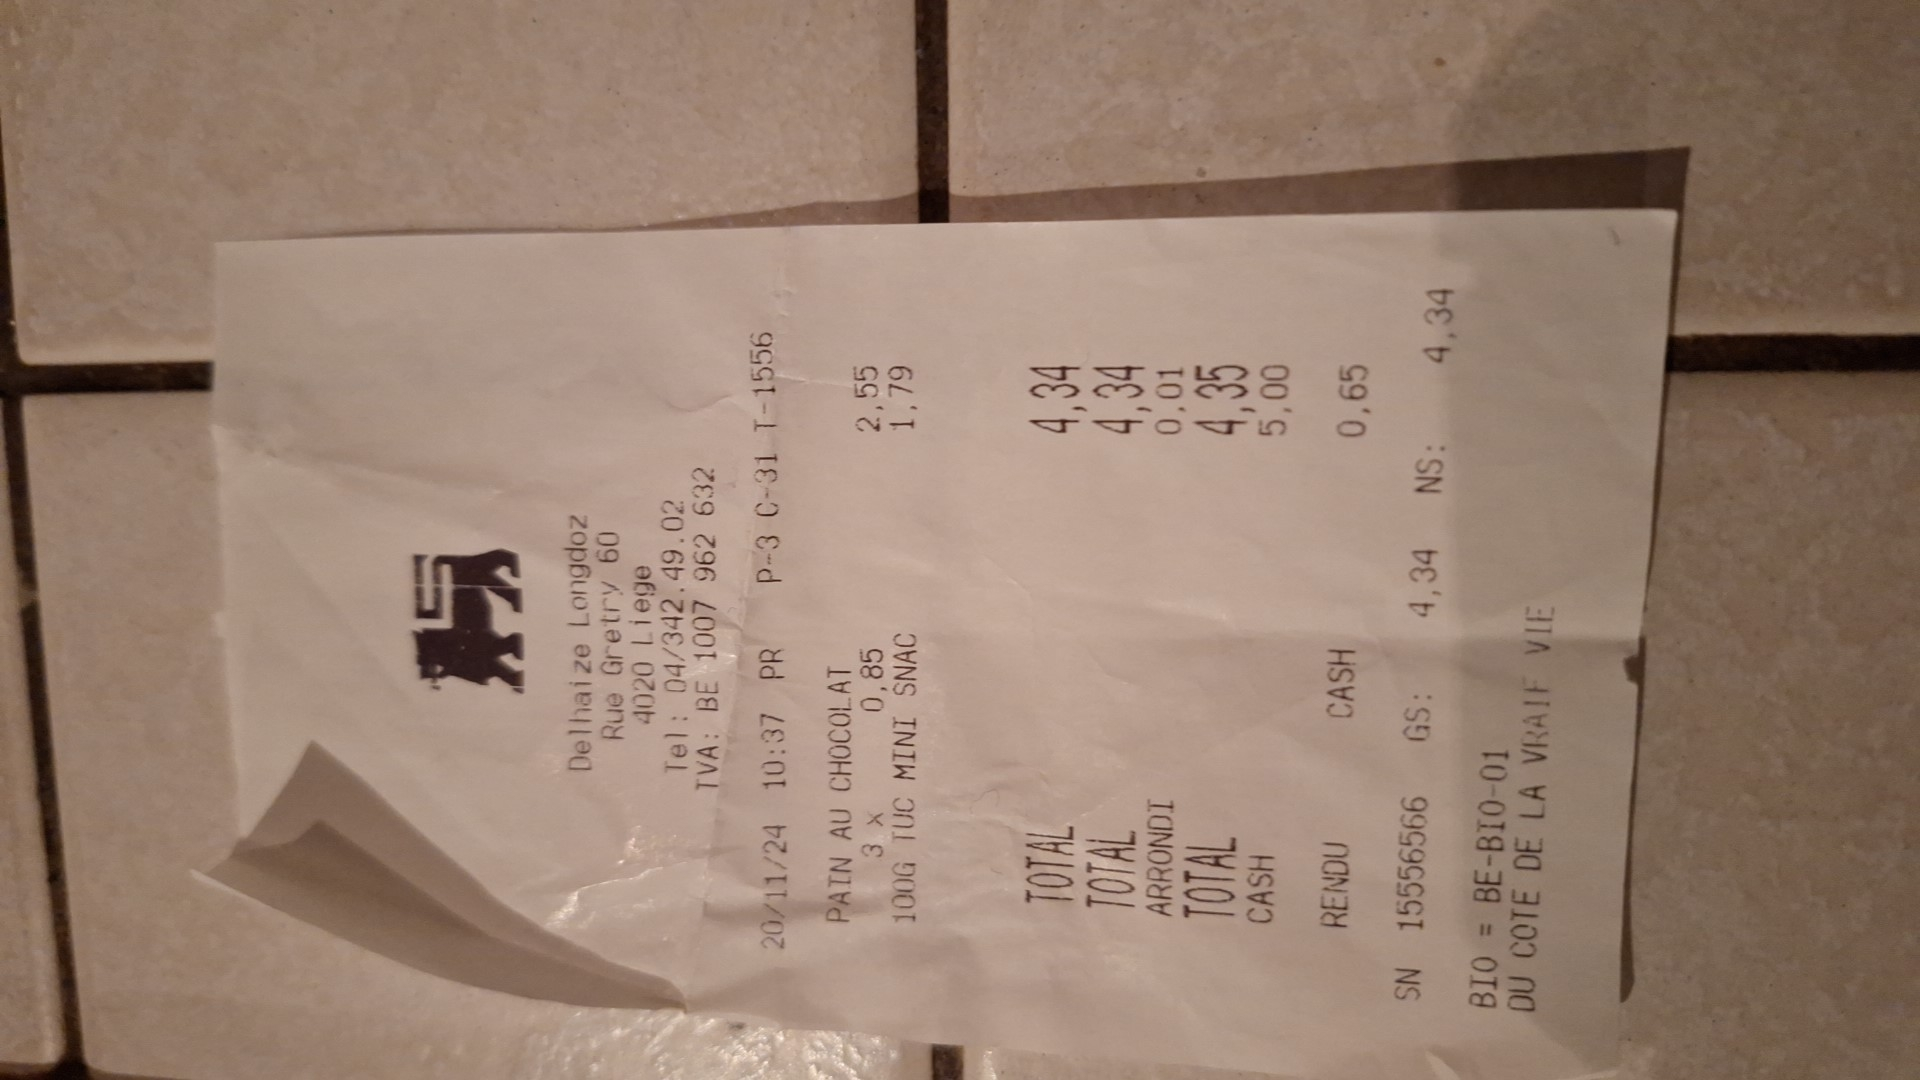 Delhaize Longdoz
Rue Gretry 60
4020 Liege
Tel : 04/342.49.02
TVA: BE 1007 962 632
20/11/24 10:37 PR P-3 C-31 T-1556
PAIN AU CHOCOLAT
3 x 0,85 2,55
100G TUC MINI SNAC 1,79
TOTAL 4,34
TOTAL 4,34
ARRONDI 0,01
TOTAL 4,35
CASH 5,00
RENDU CASH 0,65
SN 15556566 GS: 4,34 NS: 4,34
BIO = BE-BIO-01
DU COTE DE LA VRAIE VIE